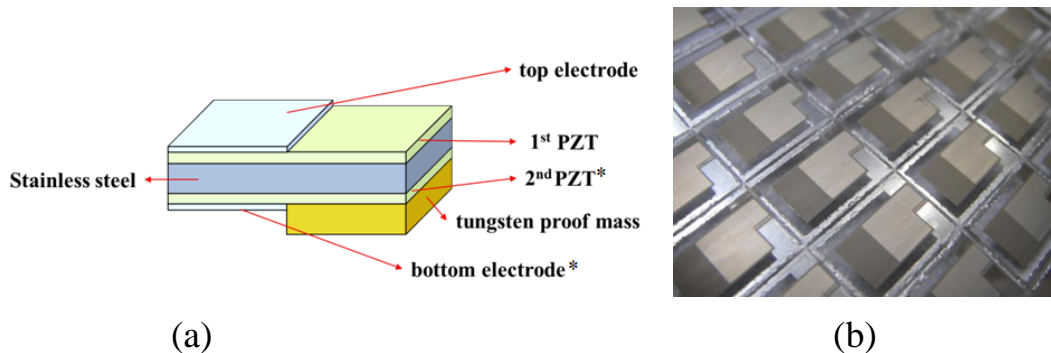 top electrode
1st PZT
Stainless steel
2nd PZT*
tungsten proof mass
bottom electrode*
(a)
(b)